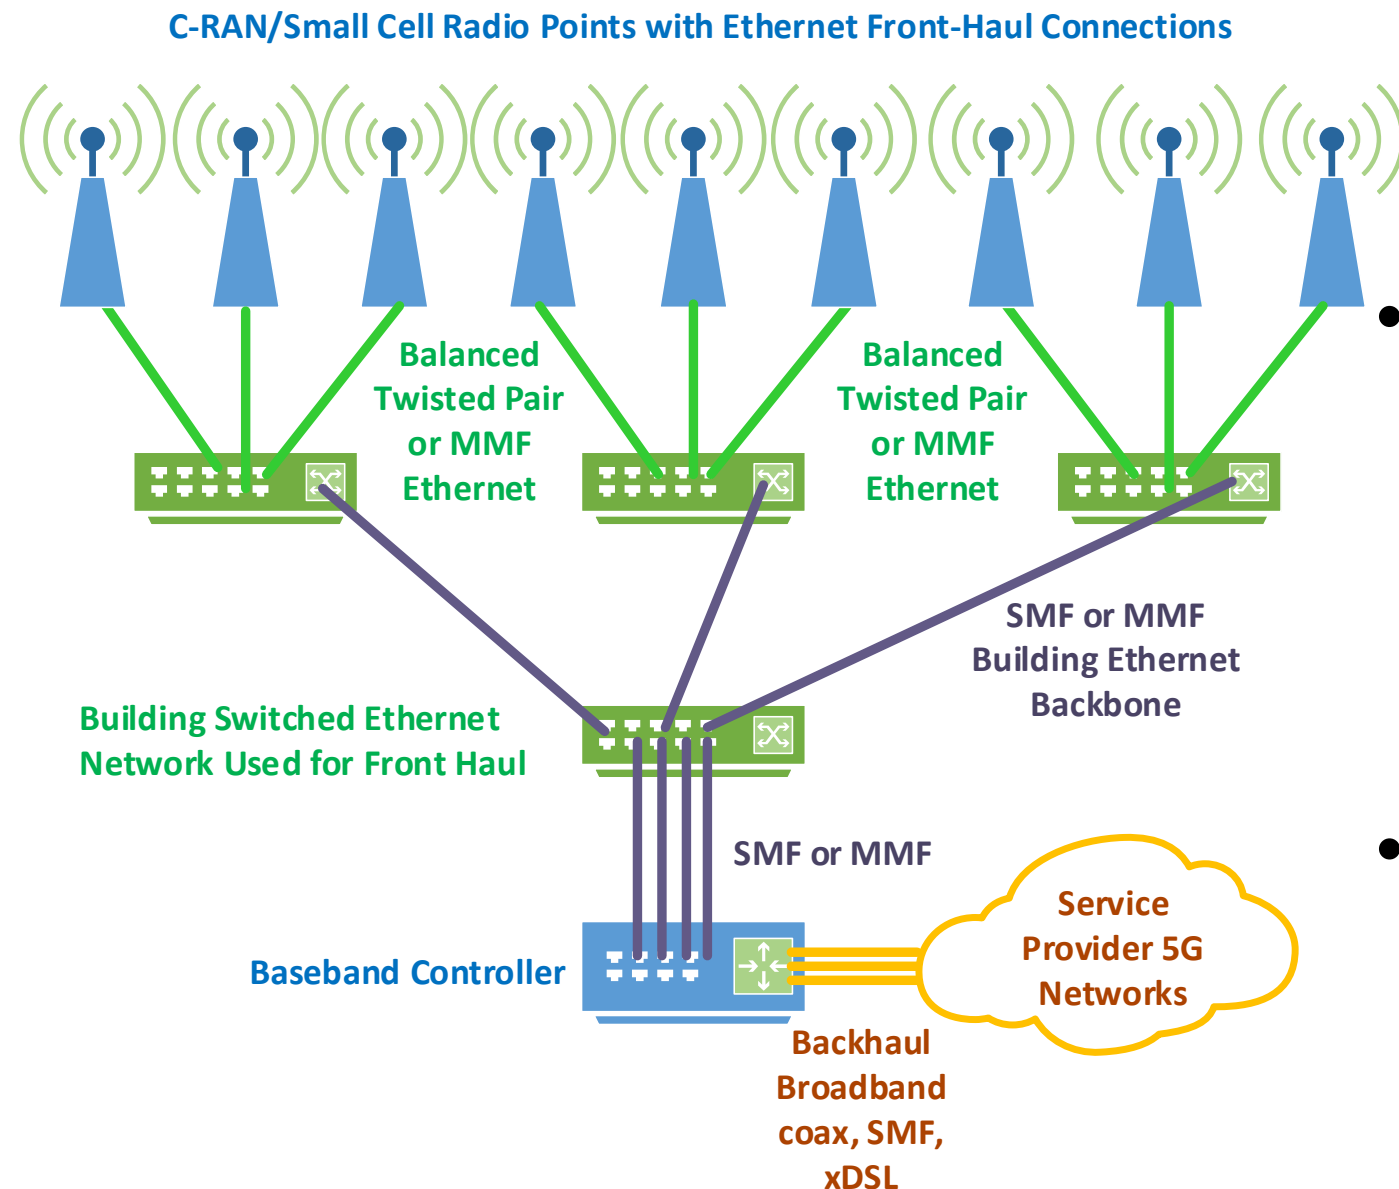 C-RAN/Small Cell Radio Points with Ethernet Front-Haul Connections
Balanced
Twisted Pair
or MMF
Ethernet
Balanced
Twisted Pair
or MMF
Ethernet
SMF or MMF
Building Ethernet
Backbone
Building Switched Ethernet
Network Used for Front Haul
SMF or MMF
Service
Provider 5G
Networks
Baseband Controller
Backhaul
Broadband
coax, SMF,
xDSL